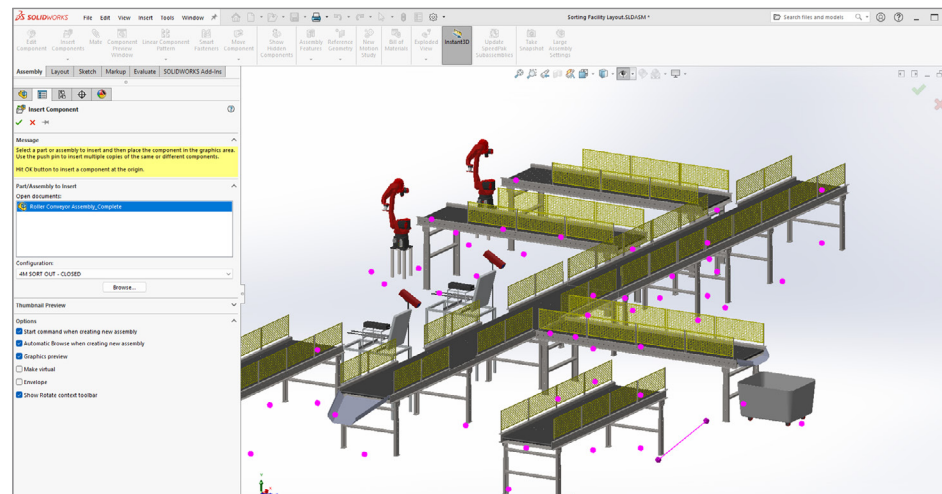 SOLIDWORKS File Edit View Insert Tools Window Sorting Facility Layout.SLDASM * Search files and models
Edit Component
Insert Components
Mate
Component Preview Window
Linear Component Pattern
Smart Fasteners
Move Component
Show Hidden Components
Assembly Features
Reference Geometry
New Motion Study
Bill of Materials
Exploded View
Instant3D
Update SpeedPak Subassemblies
Take Snapshot
Large Assembly Settings
Assembly Layout Sketch Markup Evaluate SOLIDWORKS Add-Ins
Insert Component
Message
Select a part or assembly to insert and then place the component in the graphics area.
Use the push pin to insert multiple copies of the same or different components.
Hit OK button to insert a component at the origin.
Part/Assembly to Insert
Open documents:
Roller Conveyor Assembly_Complete
Configuration:
4M SORT OUT - CLOSED
Browse...
Thumbnail Preview
Options
Start command when creating new assembly
Automatic Browse when creating new assembly
Graphics preview
Make virtual
Envelope
Show Rotate context toolbar